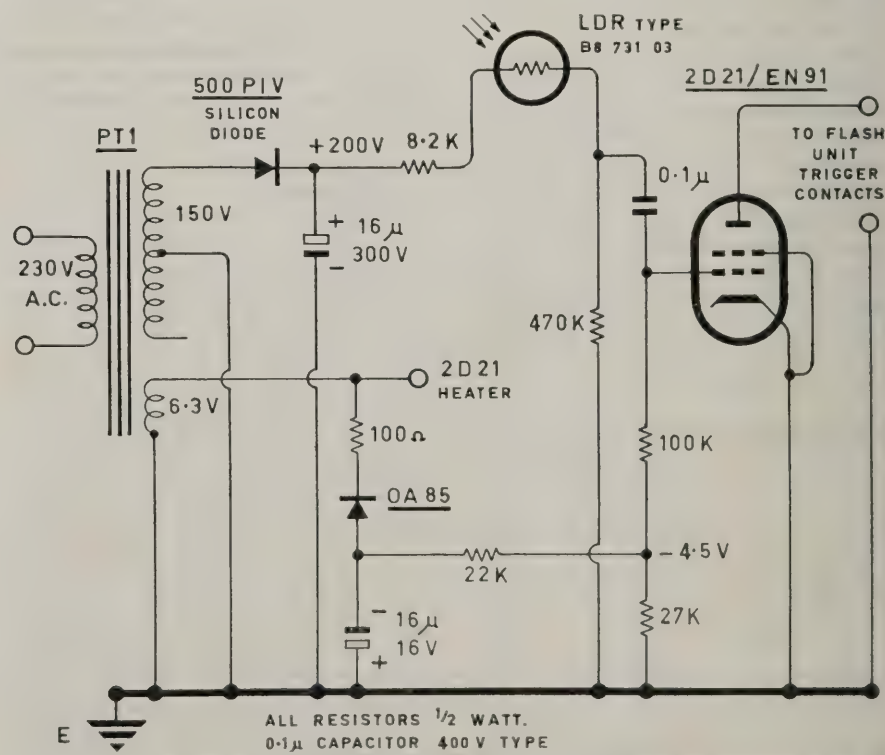 LDR TYPE
B8 731 03
500 PIV
SILICON
DIODE
2D21/EN91
PT1
+200V
8·2K
TO FLASH
UNIT
TRIGGER
CONTACTS
0·1µ
150V
+
16µ
300V
-
230V
A.C.
470K
2D21
HEATER
6·3V
100Ω
100K
OA85
-4·5V
22K
-
16µ
16V
+
27K
E
ALL RESISTORS 1/2 WATT.
0·1µ CAPACITOR 400V TYPE